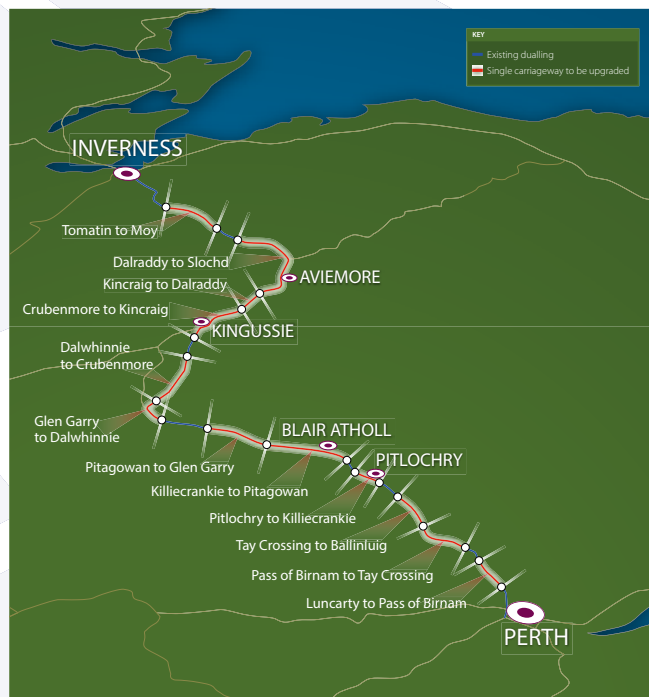 KEY
Existing dualling
Single carriageway to be upgraded
INVERNESS
Tomatin to Moy
Dalraddy to Slochd
AVIEMORE
Kincraig to Dalraddy
Crubenmore to Kincraig
KINGUSSIE
Dalwhinnie
to Crubenmore
Glen Garry
to Dalwhinnie
BLAIR ATHOLL
PITLOCHRY
Pitagowan to Glen Garry
Killiecrankie to Pitagowan
Pitlochry to Killiecrankie
Tay Crossing to Ballinluig
Pass of Birnam to Tay Crossing
Luncarty to Pass of Birnam
PERTH